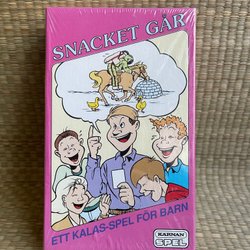 SNACKET GÅR
ETT KALAS-SPEL FÖR BARN
KARNAN
SPEL